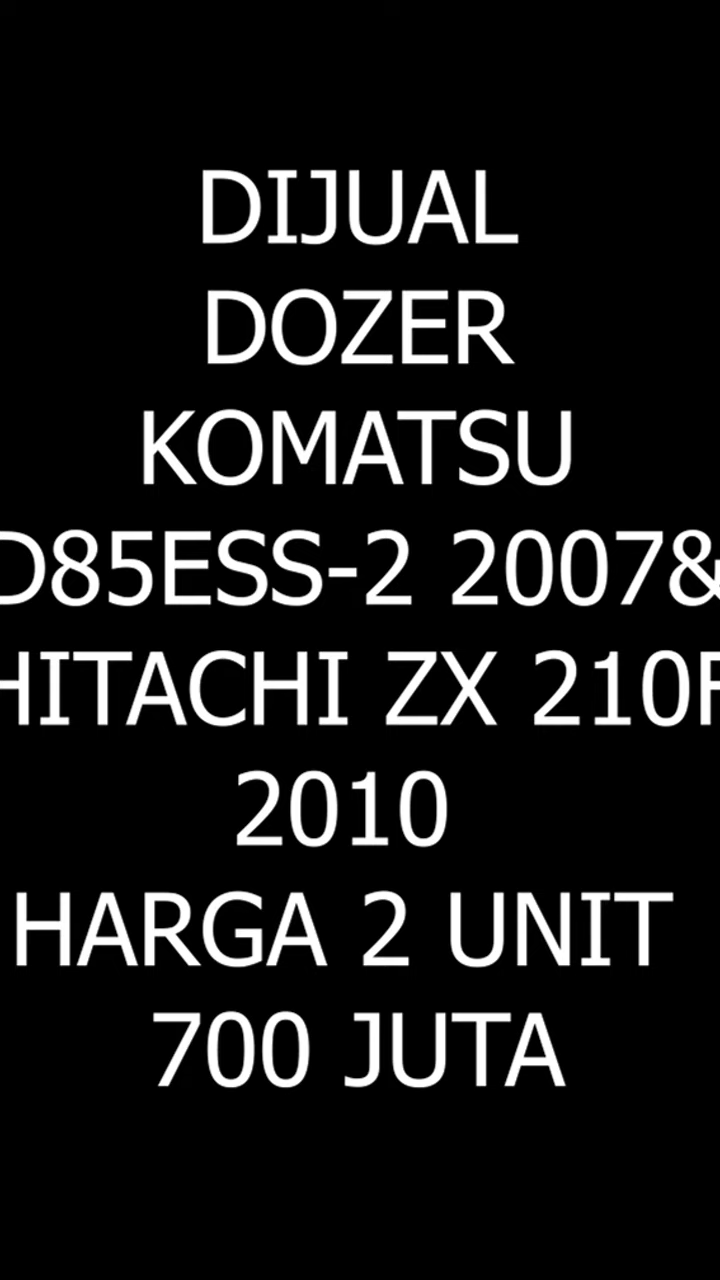 DIJUAL
DOZER
KOMATSU
D85ESS-2 2007&
HITACHI ZX 210F
2010
HARGA 2 UNIT
700 JUTA